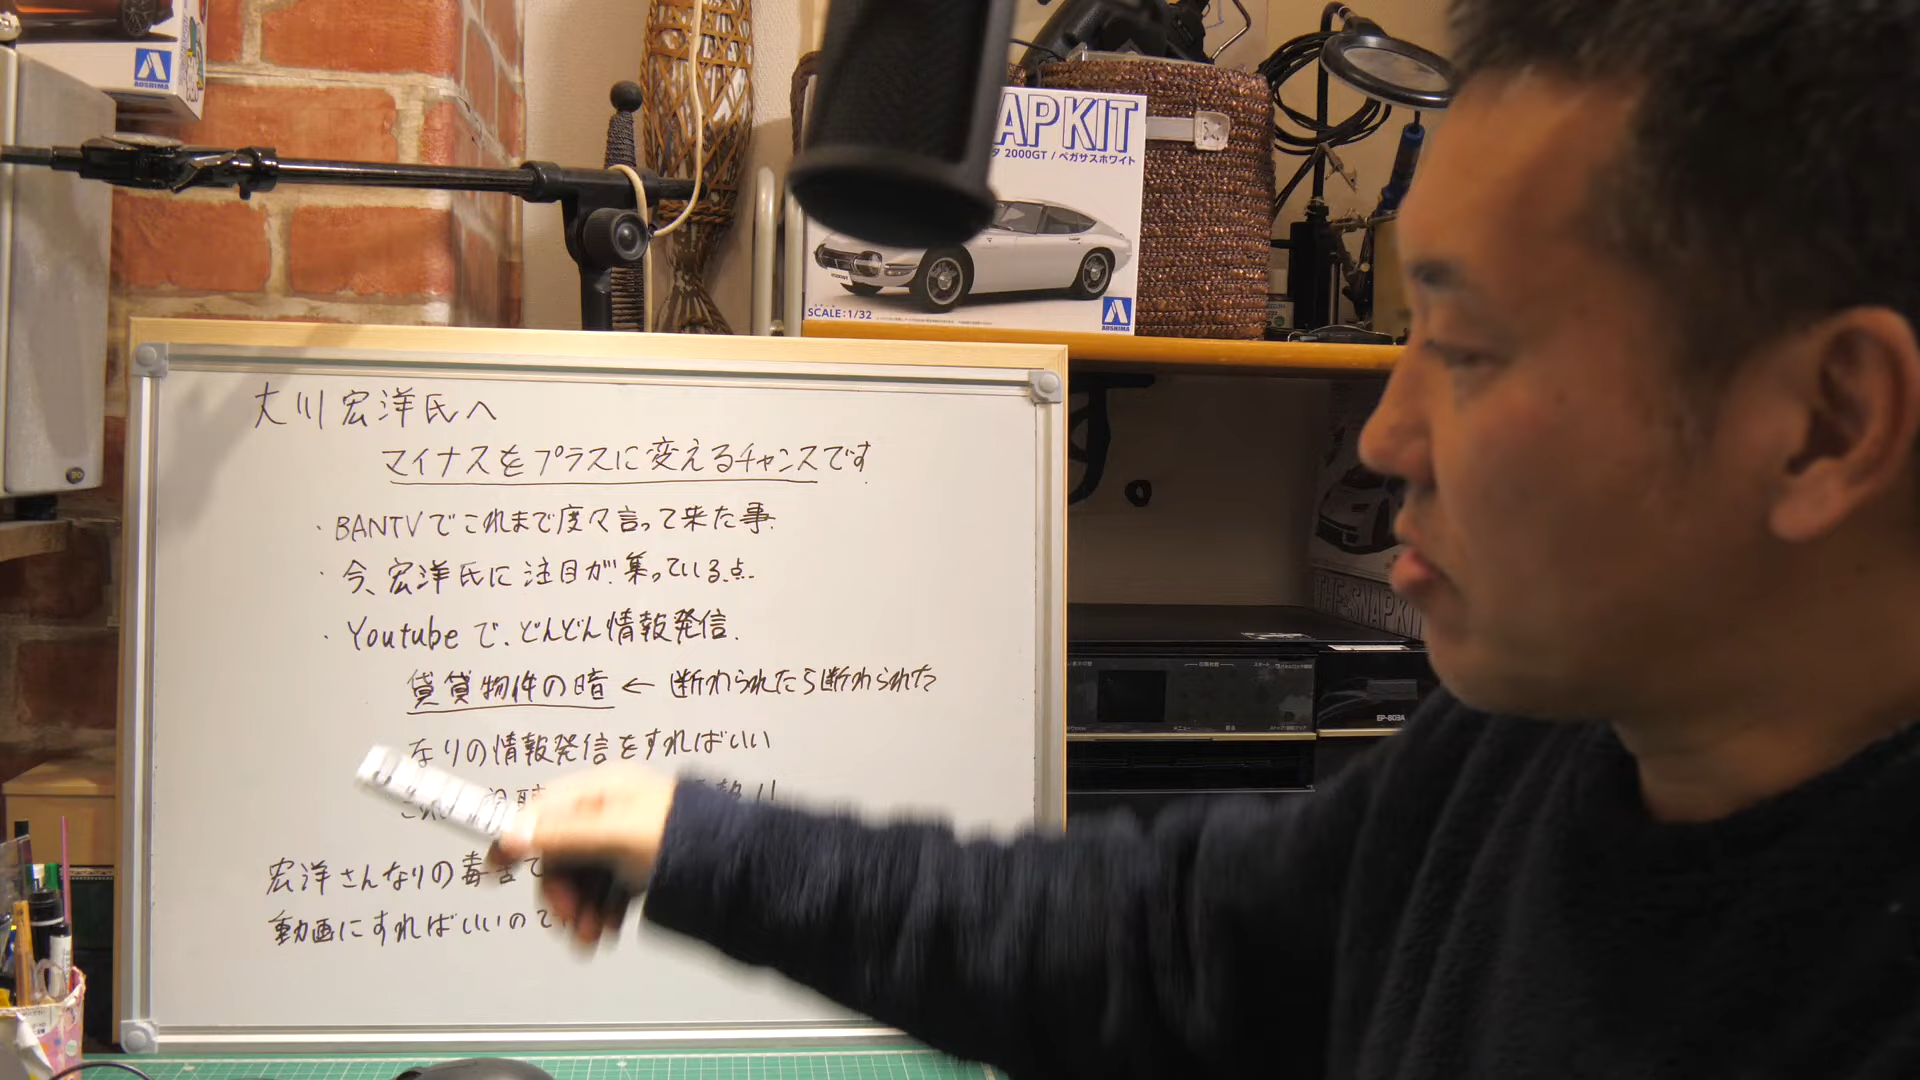 AOSHIMA
APKIT
タ 2000GT / ペガサスホワイト
SCALE:1/32
AOSHIMA
大川宏洋氏へ
マイナスをプラスに変えるチャンスです
・BANTVでこれまで度々言って来た事.
・今、宏洋氏に注目が集っている点.
・Youtubeで、どんどん情報発信.
貸貸物件の暗 ← 断わられたら断わられた
なりの情報発信をすればいい
宏洋さんなりの毒舌で
動画にすればいいので
THE SNAPKI
EP-803A